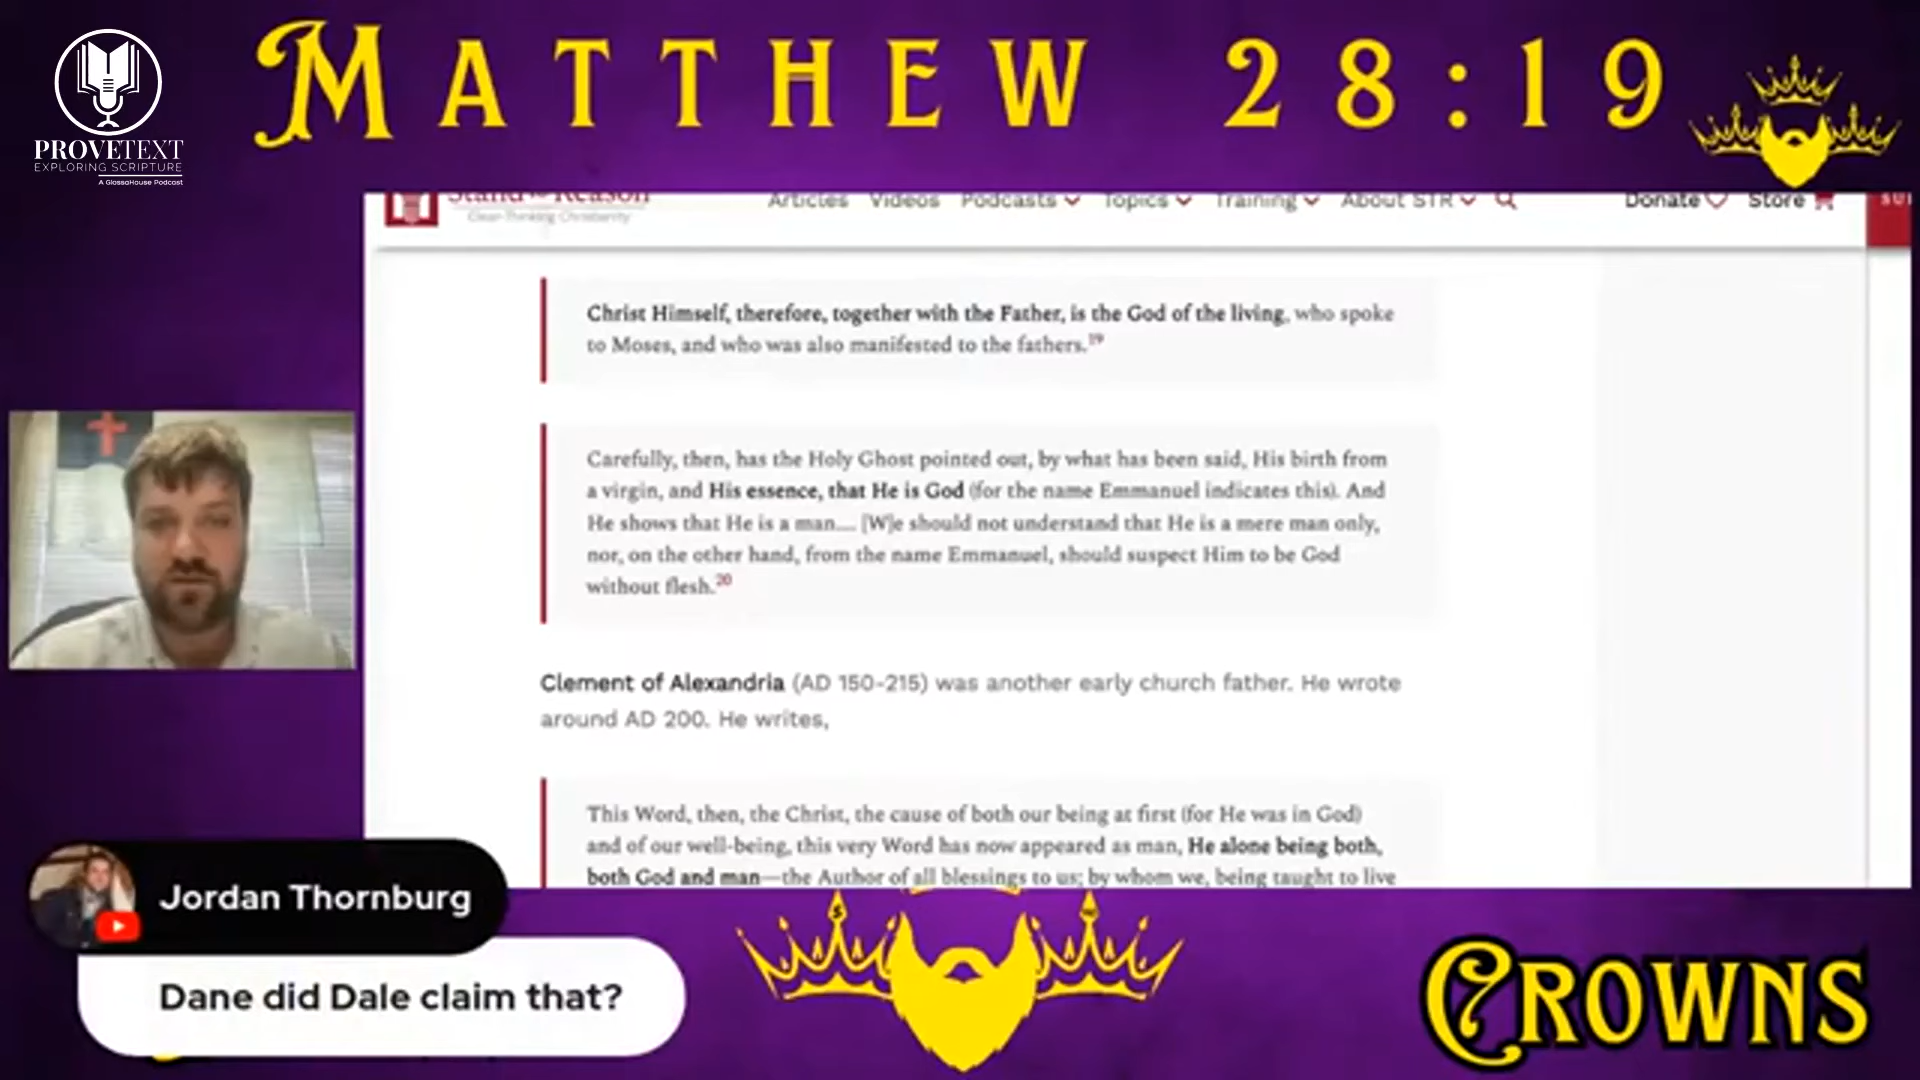 MATTHEW 28:19
PROVETEXT
EXPLORING SCRIPTURE
A GlossaHouse Podcast
Stand to Reason
Clear-Thinking Christianity
Articles Videos Podcasts Topics Training About STR Donate Store
Christ Himself, therefore, together with the Father, is the God of the living, who spoke
to Moses, and who was also manifested to the fathers.19
Carefully, then, has the Holy Ghost pointed out, by what has been said, His birth from
a virgin, and His essence, that He is God (for the name Emmanuel indicates this). And
He shows that He is a man.... [W]e should not understand that He is a mere man only,
nor, on the other hand, from the name Emmanuel, should suspect Him to be God
without flesh.20
Clement of Alexandria (AD 150-215) was another early church father. He wrote
around AD 200. He writes,
This Word, then, the Christ, the cause of both our being at first (for He was in God)
and of our well-being, this very Word has now appeared as man, He alone being both,
both God and man—the Author of all blessings to us; by whom we, being taught to live
Jordan Thornburg
Dane did Dale claim that?
CROWNS